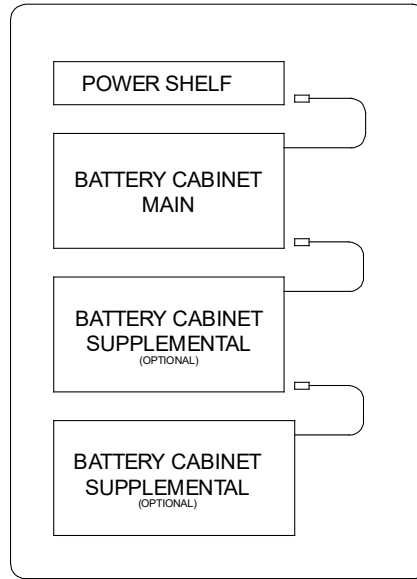 POWER SHELF
BATTERY CABINET
MAIN
BATTERY CABINET
SUPPLEMENTAL
(OPTIONAL)
BATTERY CABINET
SUPPLEMENTAL
(OPTIONAL)